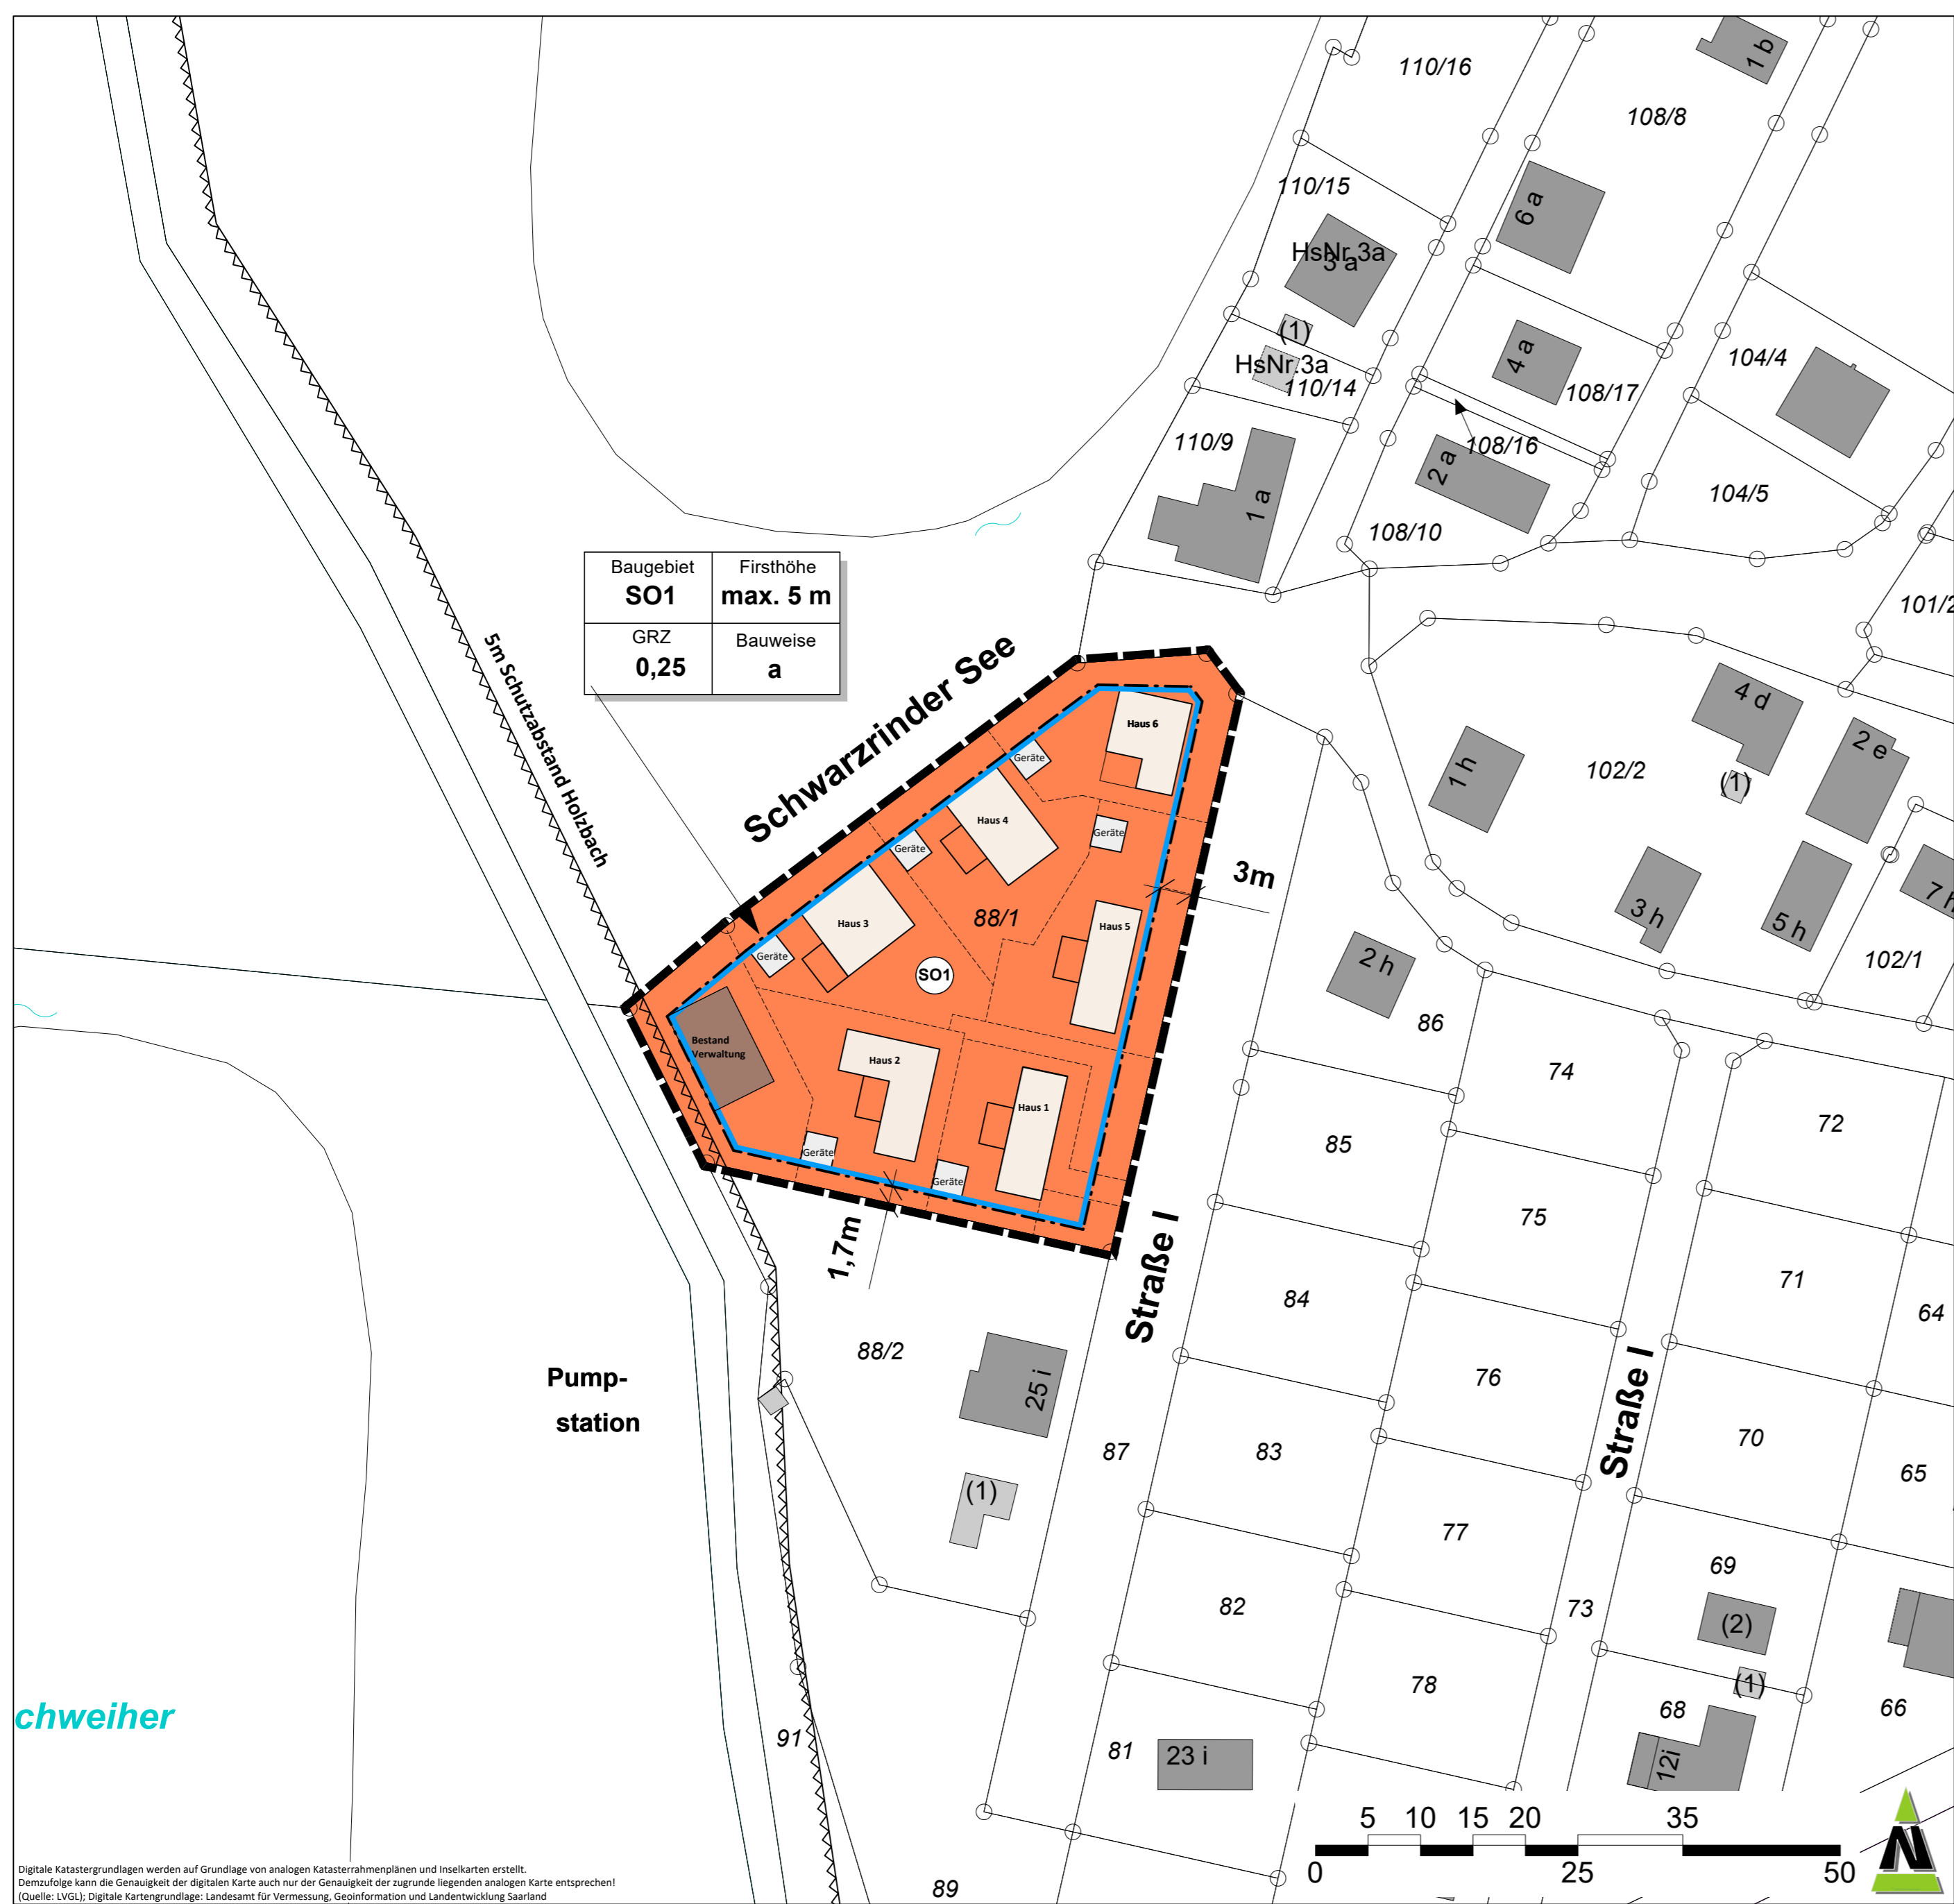 110/16
1 b
108/8
110/15
6 a
HsNr.3a
3 a
(1)
HsNr.3a
110/14
4 a
108/17
104/4
110/9
1 a
2 a
108/16
104/5
108/10
101/2
Baugebiet
SO1
Firsthöhe
max. 5 m
GRZ
0,25
Bauweise
a
5m Schutzabstand Holzbach
Schwarzrinder See
Haus 6
Geräte
Haus 4
Geräte
Geräte
3m
Haus 3
88/1
Haus 5
Geräte
SO1
Bestand
Verwaltung
Haus 2
Haus 1
Geräte
Geräte
1,7m
4 d
2 e
1 h
102/2
(1)
3 h
5 h
7 h
102/1
2 h
86
74
72
85
75
71
84
64
Straße I
88/2
25 i
Pump-
station
76
Straße I
70
87
83
65
(1)
77
69
82
73
(2)
(1)
78
68
66
chweiher
91
81
23 i
12i
89
5 10 15 20 35
0 25 50
N
Digitale Katastergrundlagen werden auf Grundlage von analogen Katasterrahmenplänen und Inselkarten erstellt.
Demzufolge kann die Genauigkeit der digitalen Karte auch nur der Genauigkeit der zugrunde liegenden analogen Karte entsprechen!
(Quelle: LVGL); Digitale Kartengrundlage: Landesamt für Vermessung, Geoinformation und Landentwicklung Saarland